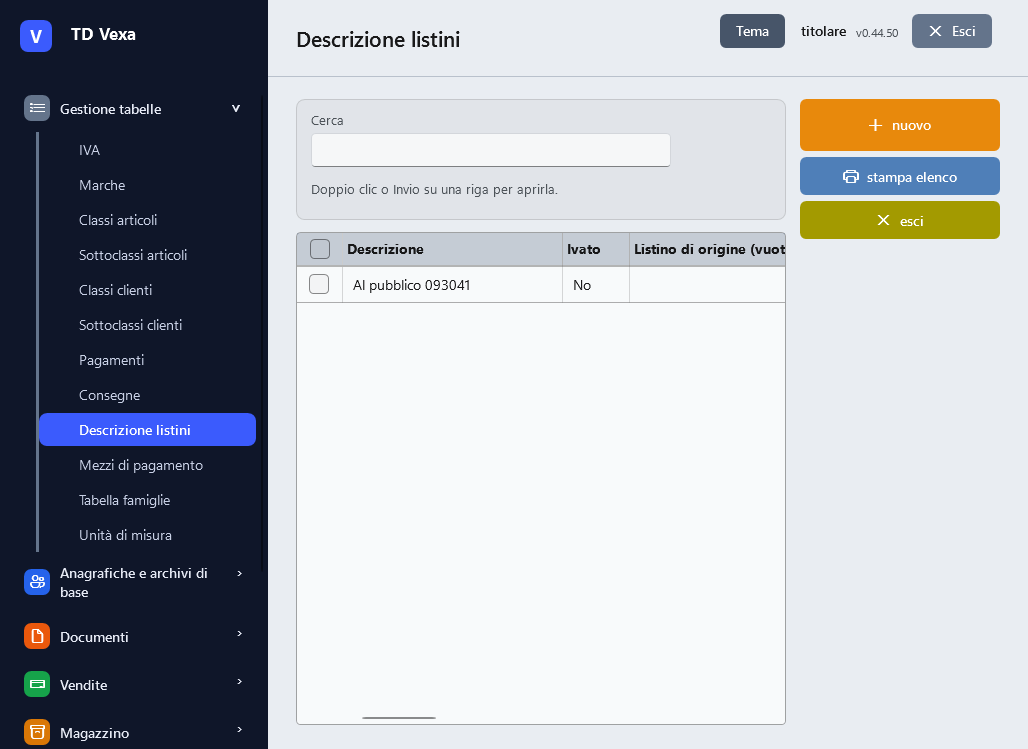 V
TD Vexa
Gestione tabelle
IVA
Marche
Classi articoli
Sottoclassi articoli
Classi clienti
Sottoclassi clienti
Pagamenti
Consegne
Descrizione listini
Mezzi di pagamento
Tabella famiglie
Unità di misura
Anagrafiche e archivi di
base
Documenti
Vendite
Magazzino
Descrizione listini
Tema
titolare
v0.44.50
Esci
Cerca
Doppio clic o Invio su una riga per aprirla.
Descrizione Ivato Listino di origine (vuot
Al pubblico 093041 No
nuovo
stampa elenco
esci